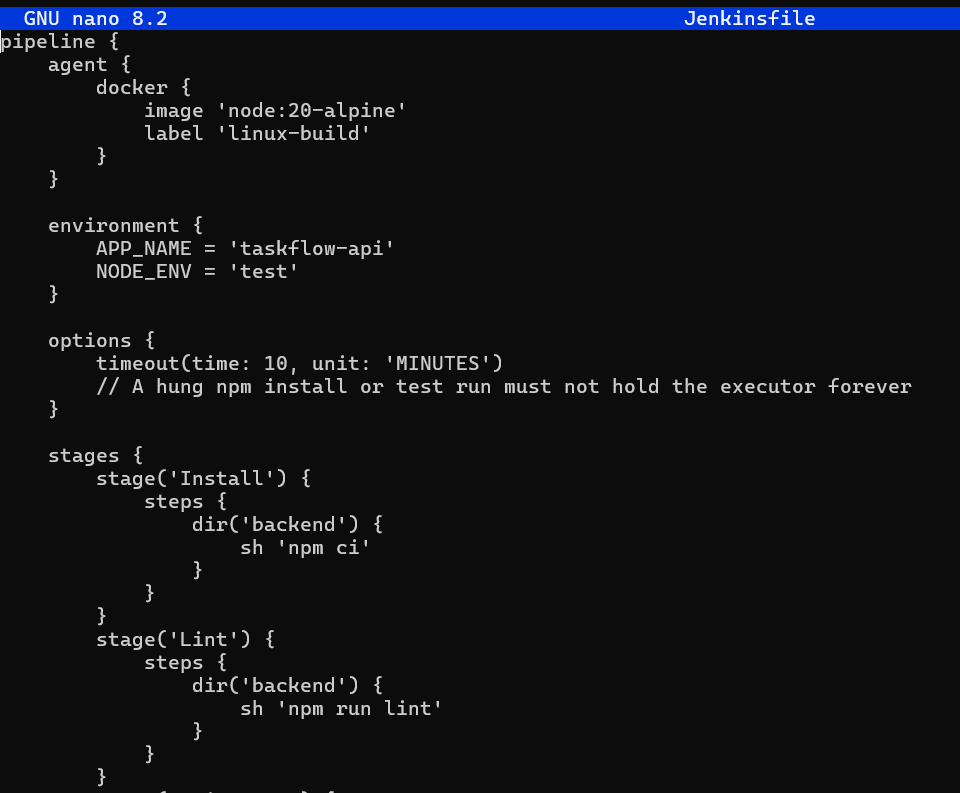 GNU nano 8.2 Jenkinsfile
pipeline {
    agent {
        docker {
            image 'node:20-alpine'
            label 'linux-build'
        }
    }

    environment {
        APP_NAME = 'taskflow-api'
        NODE_ENV = 'test'
    }

    options {
        timeout(time: 10, unit: 'MINUTES')
        // A hung npm install or test run must not hold the executor forever
    }

    stages {
        stage('Install') {
            steps {
                dir('backend') {
                    sh 'npm ci'
                }
            }
        }
        stage('Lint') {
            steps {
                dir('backend') {
                    sh 'npm run lint'
                }
            }
        }